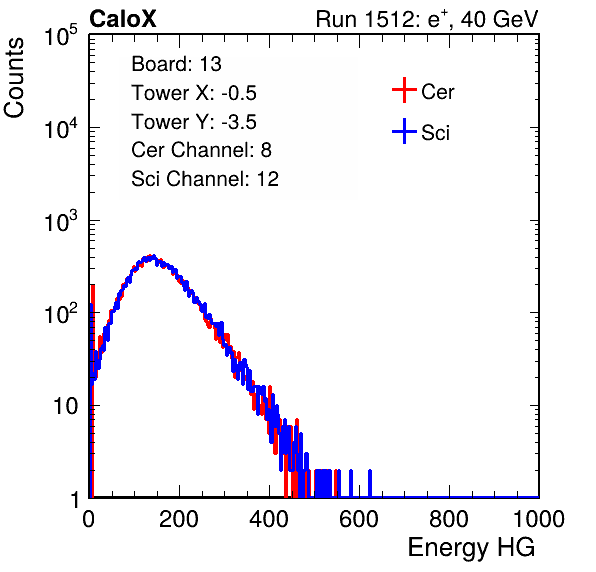 CaloX Run 1512: e⁺, 40 GeV
Counts
10⁵
10⁴
10³
10²
10
1
Board: 13
Tower X: -0.5
Tower Y: -3.5
Cer Channel: 8
Sci Channel: 12
Cer
Sci
0 200 400 600 800 1000
Energy HG